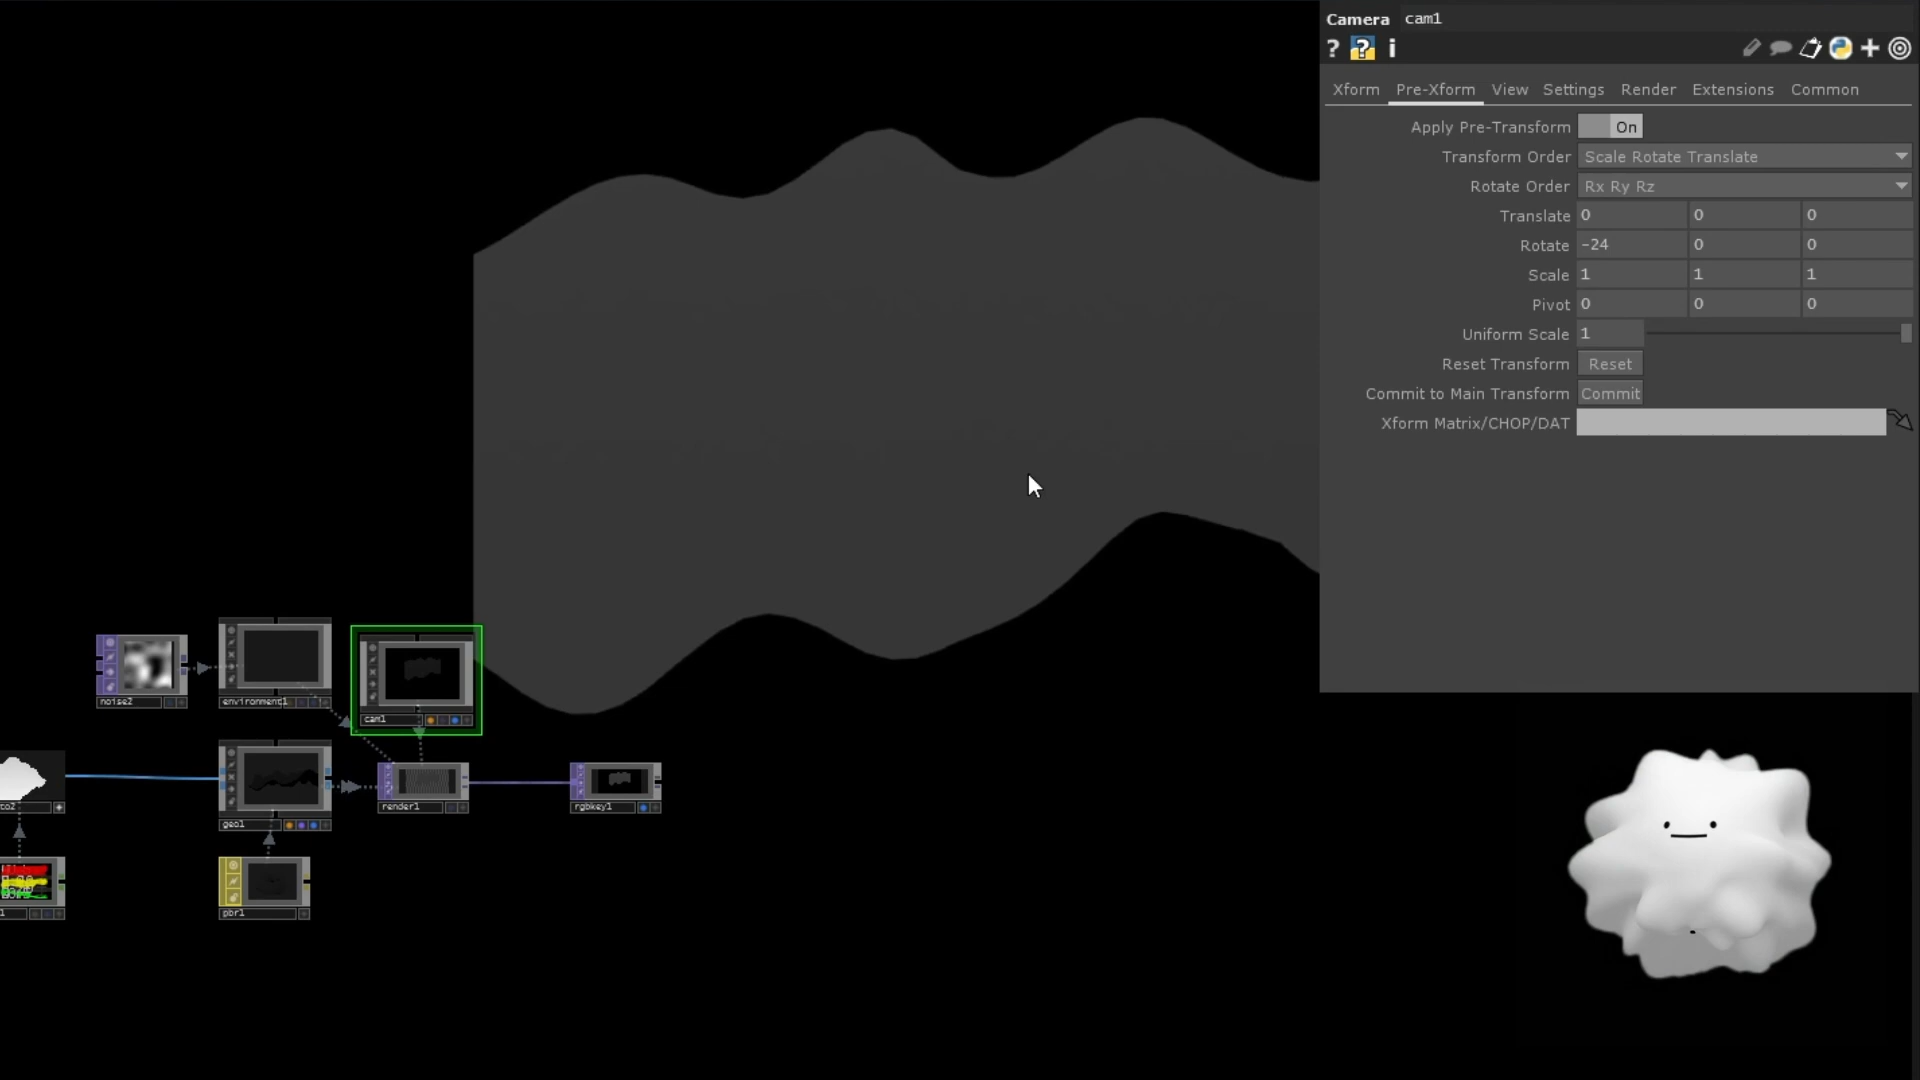 Camera cam1
? ? i
Xform Pre-Xform View Settings Render Extensions Common
Apply Pre-Transform On
Transform Order Scale Rotate Translate
Rotate Order Rx Ry Rz
Translate 0 0 0
Rotate -24 0 0
Scale 1 1 1
Pivot 0 0 0
Uniform Scale 1
Reset Transform Reset
Commit to Main Transform Commit
Xform Matrix/CHOP/DAT
noise2
environment1
cam1
geo1
render1
rgbkey1
pbr1